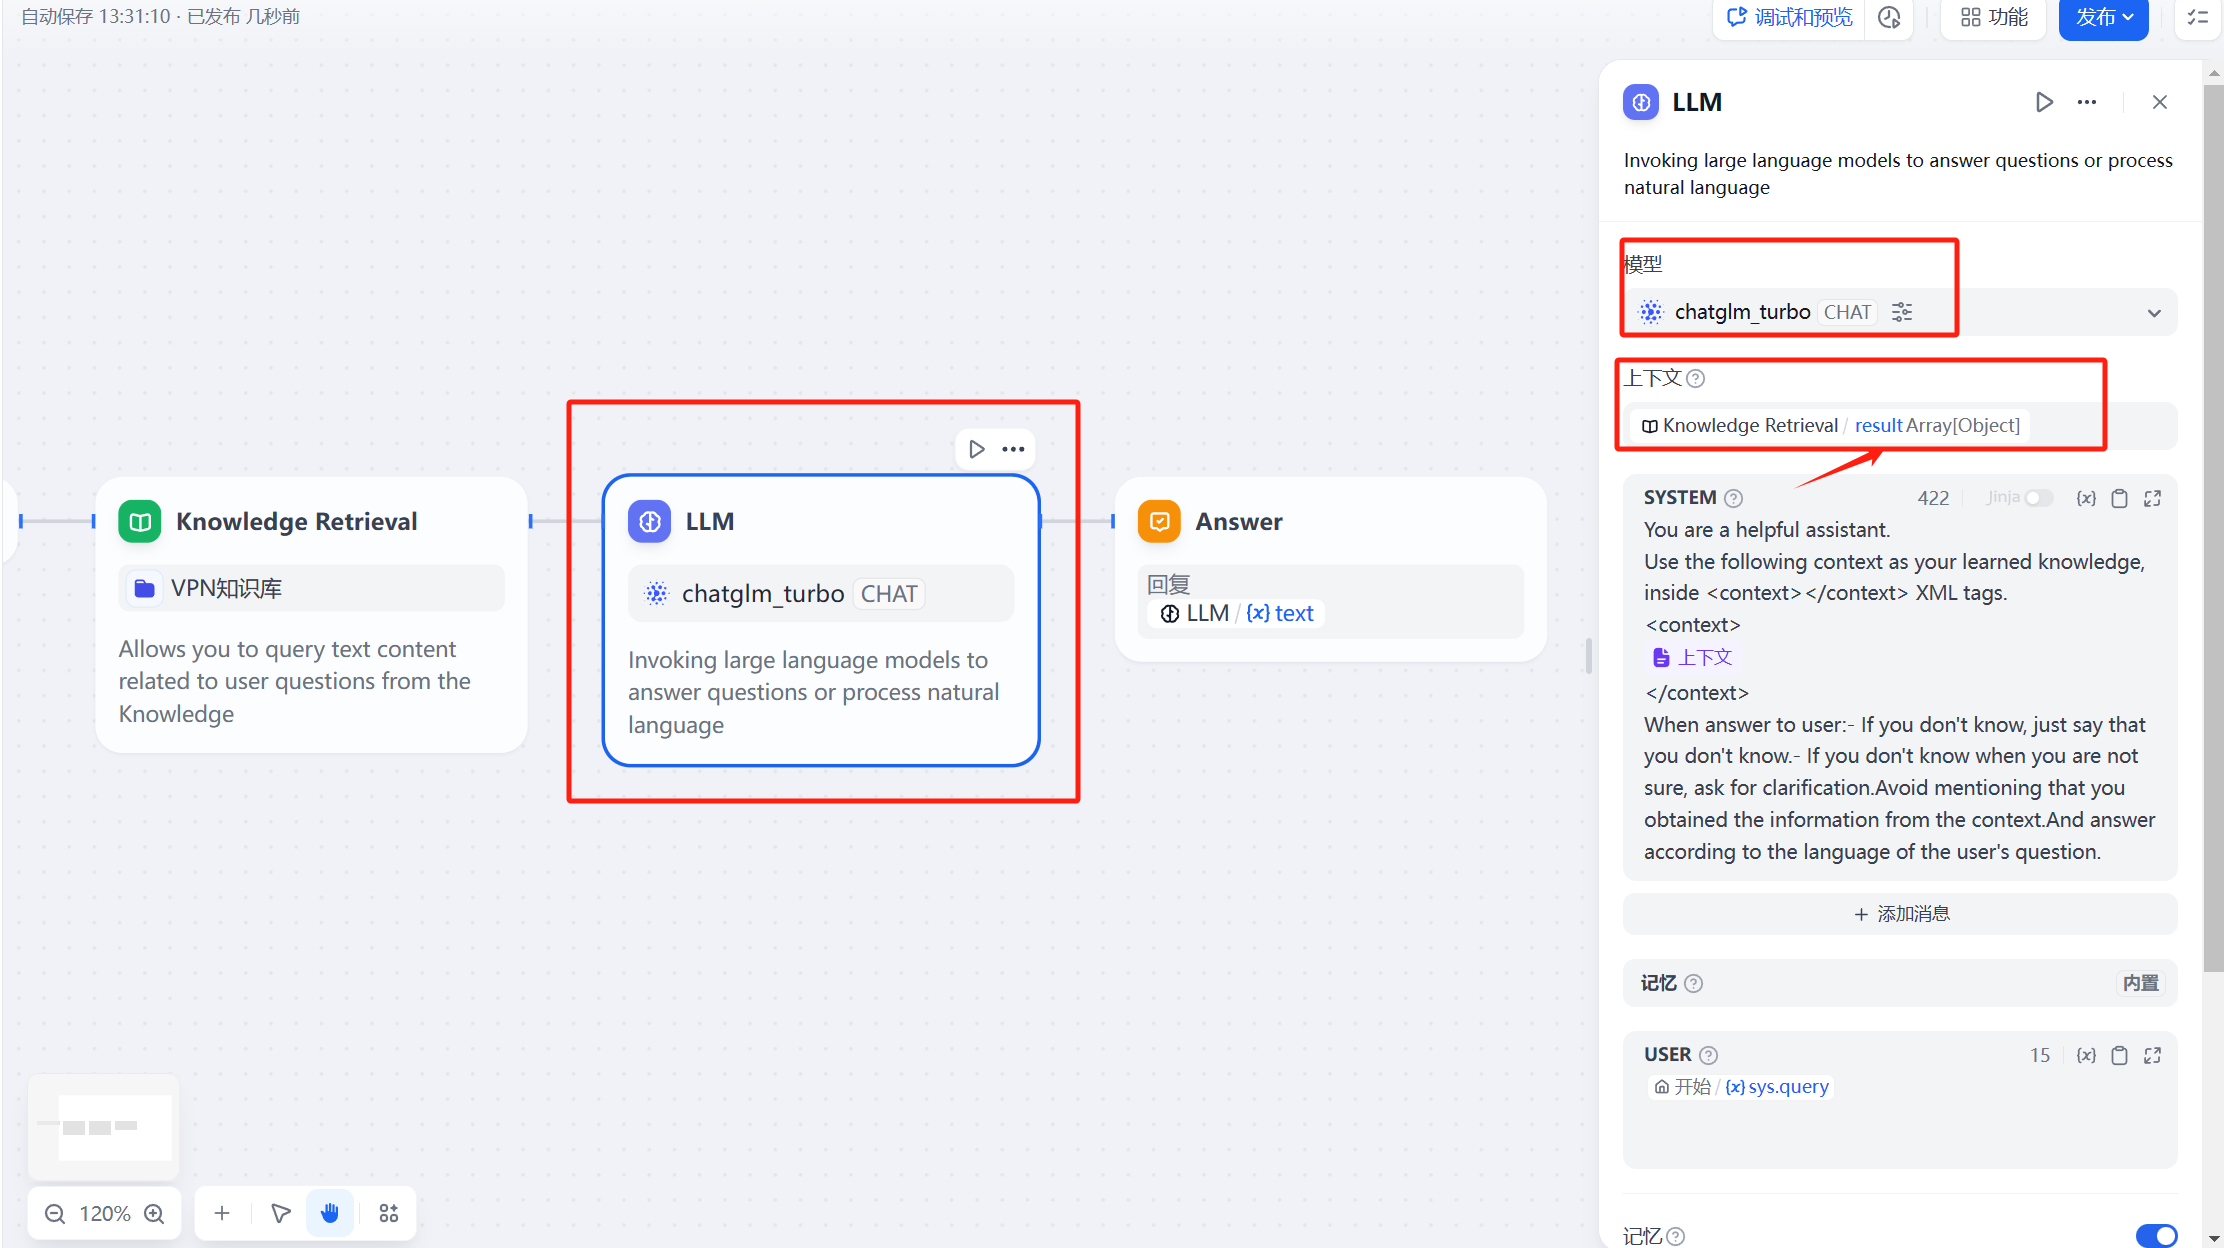 自动保存 13:31:10 · 已发布 几秒前
调试和预览
功能
发布
Knowledge Retrieval
VPN知识库
Allows you to query text content
related to user questions from the
Knowledge
LLM
chatglm_turbo CHAT
Invoking large language models to
answer questions or process natural
language
Answer
回复
LLM / {x} text
120%
LLM
Invoking large language models to answer questions or process
natural language
模型
chatglm_turbo CHAT
上下文
Knowledge Retrieval / result Array[Object]
SYSTEM 422 Jinja {x}
You are a helpful assistant.
Use the following context as your learned knowledge,
inside <context></context> XML tags.
<context>
上下文
</context>
When answer to user:- If you don't know, just say that
you don't know.- If you don't know when you are not
sure, ask for clarification.Avoid mentioning that you
obtained the information from the context.And answer
according to the language of the user's question.
+ 添加消息
记忆 内置
USER 15 {x}
开始 / {x} sys.query
记忆